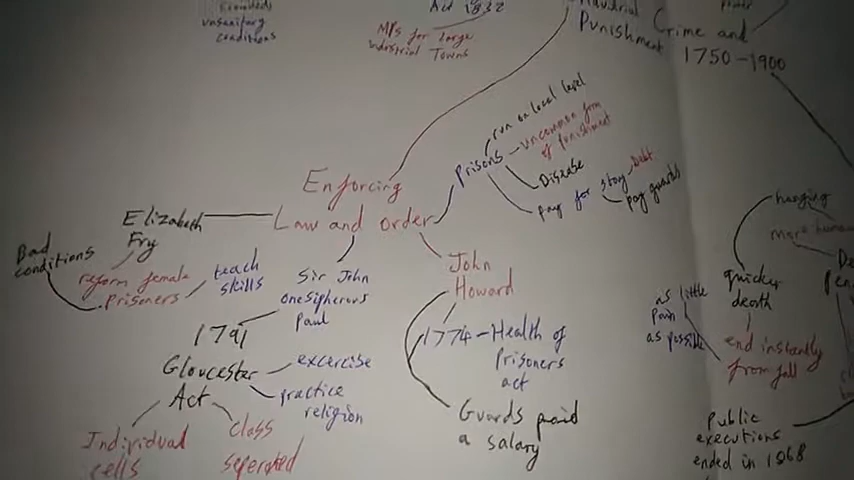 Crowded
unsanitary
conditions
Act 1832
MPs for large
industrial Towns
Industrial
Punishment
Crime and
1750-1900
Prisons
run on local level
uncommon form
of punishment
Disease
pay for stay
Debt
pay guards
Enforcing
Law and order
Elizabeth
Fry
Bad
conditions
reform female
Prisoners
teach
skills
Sir John
onesipherous
Paul
1791
Gloucester
Act
excercise
practice
religion
Individual
cells
class
seperated
John
Howard
1774 - Health of
Prisoners
act
Guards paid
a salary
hanging
more humane
quicker
death
as little
pain
as possible
end instantly
from fall
Public
executions
ended in 1868